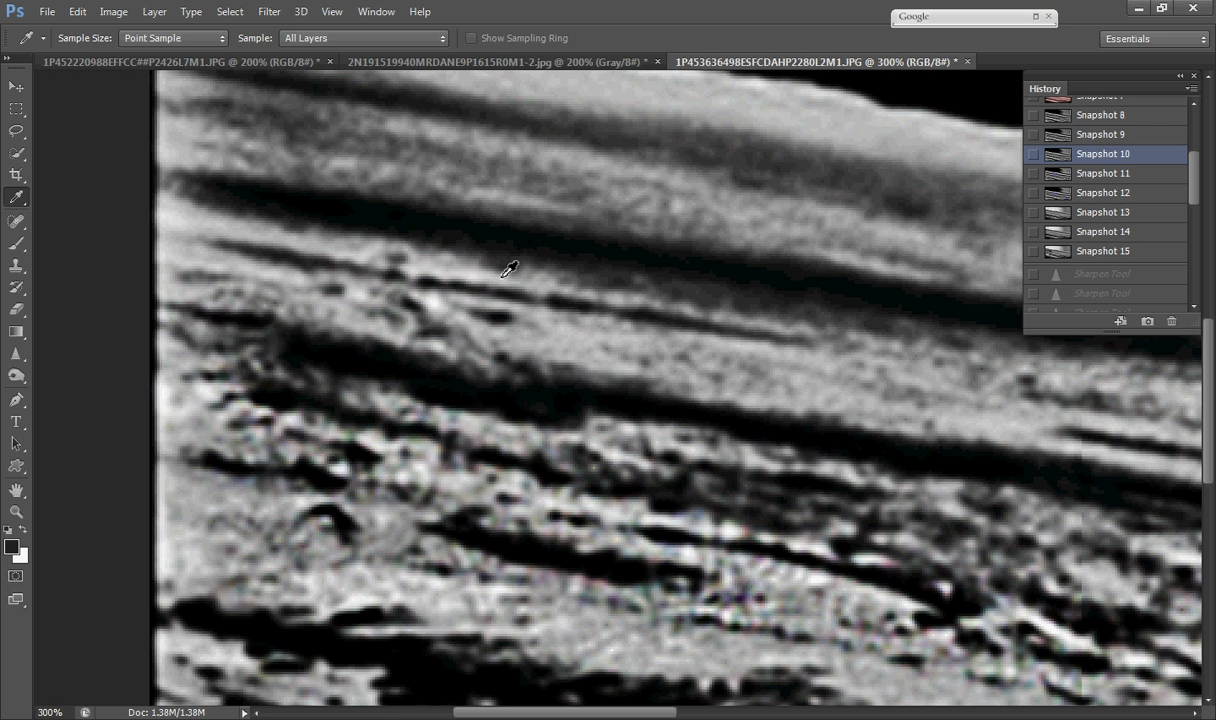 Ps File Edit Image Layer Type Select Filter 3D View Window Help
Google
Sample Size: Point Sample Sample: All Layers Show Sampling Ring Essentials
1P452220988EFFCC##P2426L7M1.JPG @ 200% (RGB/8#) * 2N191519940MRDANE9P1615R0M1-2.jpg @ 200% (Gray/8#) * 1P453636498ESFCDAHP2280L2M1.JPG @ 300% (RGB/8#) *
History
Snapshot 8
Snapshot 9
Snapshot 10
Snapshot 11
Snapshot 12
Snapshot 13
Snapshot 14
Snapshot 15
Sharpen Tool
Sharpen Tool
300% Doc: 1.38M/1.38M